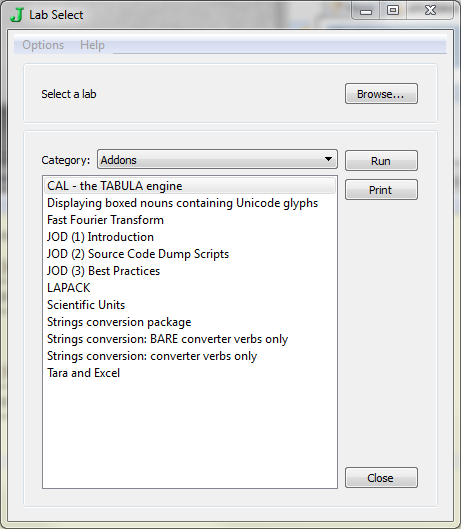 J Lab Select
Options Help
Select a lab
Browse...
Category: Addons
Run
Print
CAL - the TABULA engine
Displaying boxed nouns containing Unicode glyphs
Fast Fourier Transform
JOD (1) Introduction
JOD (2) Source Code Dump Scripts
JOD (3) Best Practices
LAPACK
Scientific Units
Strings conversion package
Strings conversion: BARE converter verbs only
Strings conversion: converter verbs only
Tara and Excel
Close